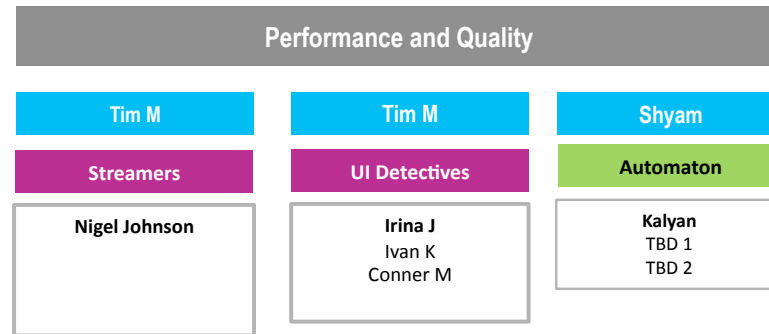 Performance and Quality
Tim M
Tim M
Shyam
Streamers
UI Detectives
Automaton
Nigel Johnson
Irina J
Ivan K
Conner M
Kalyan
TBD 1
TBD 2